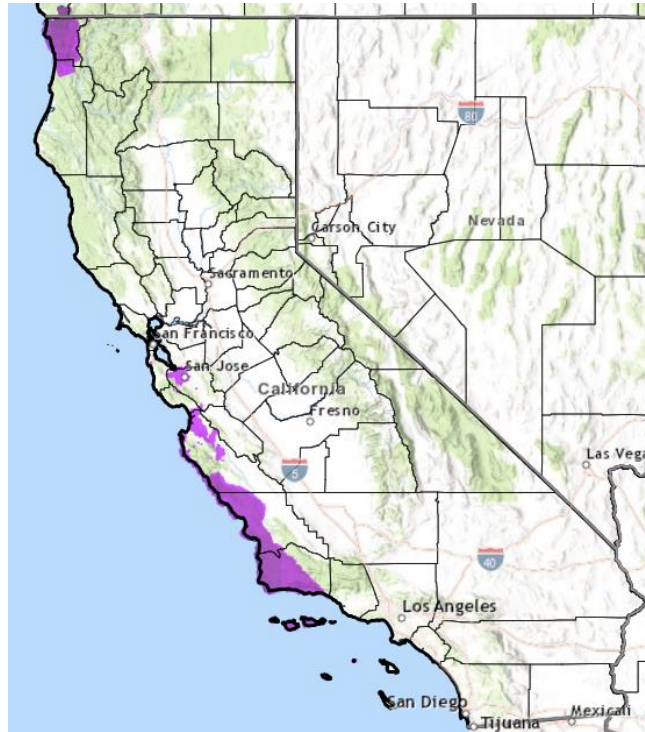 80
Carson City
Nevada
Sacramento
San Francisco
San Jose
California
Fresno
Las Vega
5
40
Los Angeles
San Diego
Tijuana
Mexicali